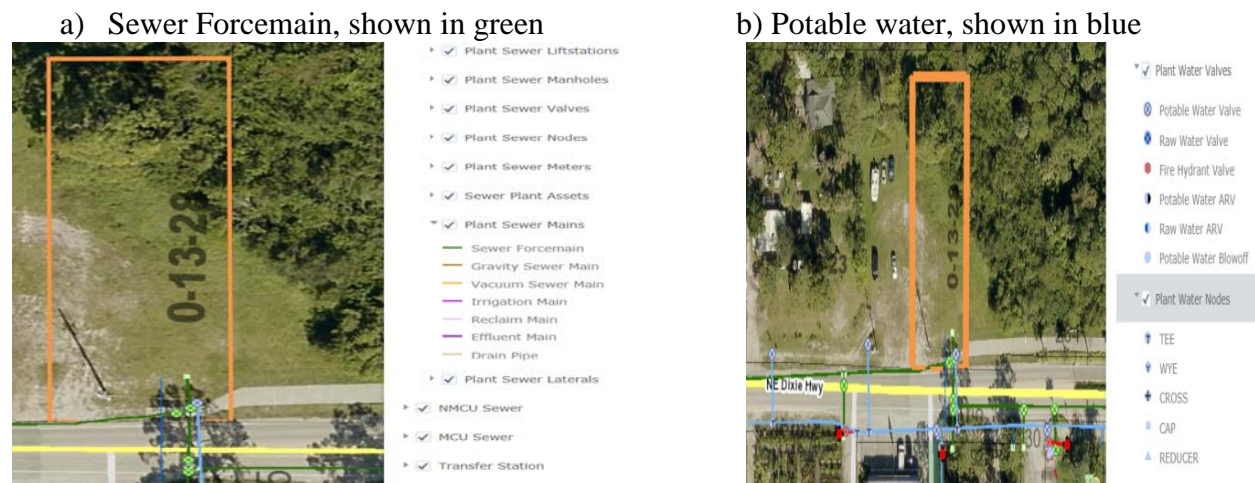 a) Sewer Forcemain, shown in green
b) Potable water, shown in blue
Plant Sewer Liftstations
Plant Sewer Manholes
Plant Sewer Valves
Plant Sewer Nodes
Plant Sewer Meters
Sewer Plant Assets
Plant Sewer Mains
Sewer Forcemain
Gravity Sewer Main
Vacuum Sewer Main
Irrigation Main
Reclaim Main
Effluent Main
Drain Pipe
Plant Sewer Laterals
NMCU Sewer
MCU Sewer
Transfer Station
NE Dixie Hwy
23
30
Plant Water Valves
Potable Water Valve
Raw Water Valve
Fire Hydrant Valve
Potable Water ARV
Raw Water ARV
Potable Water Blowoff
Plant Water Nodes
TEE
WYE
CROSS
CAP
REDUCER